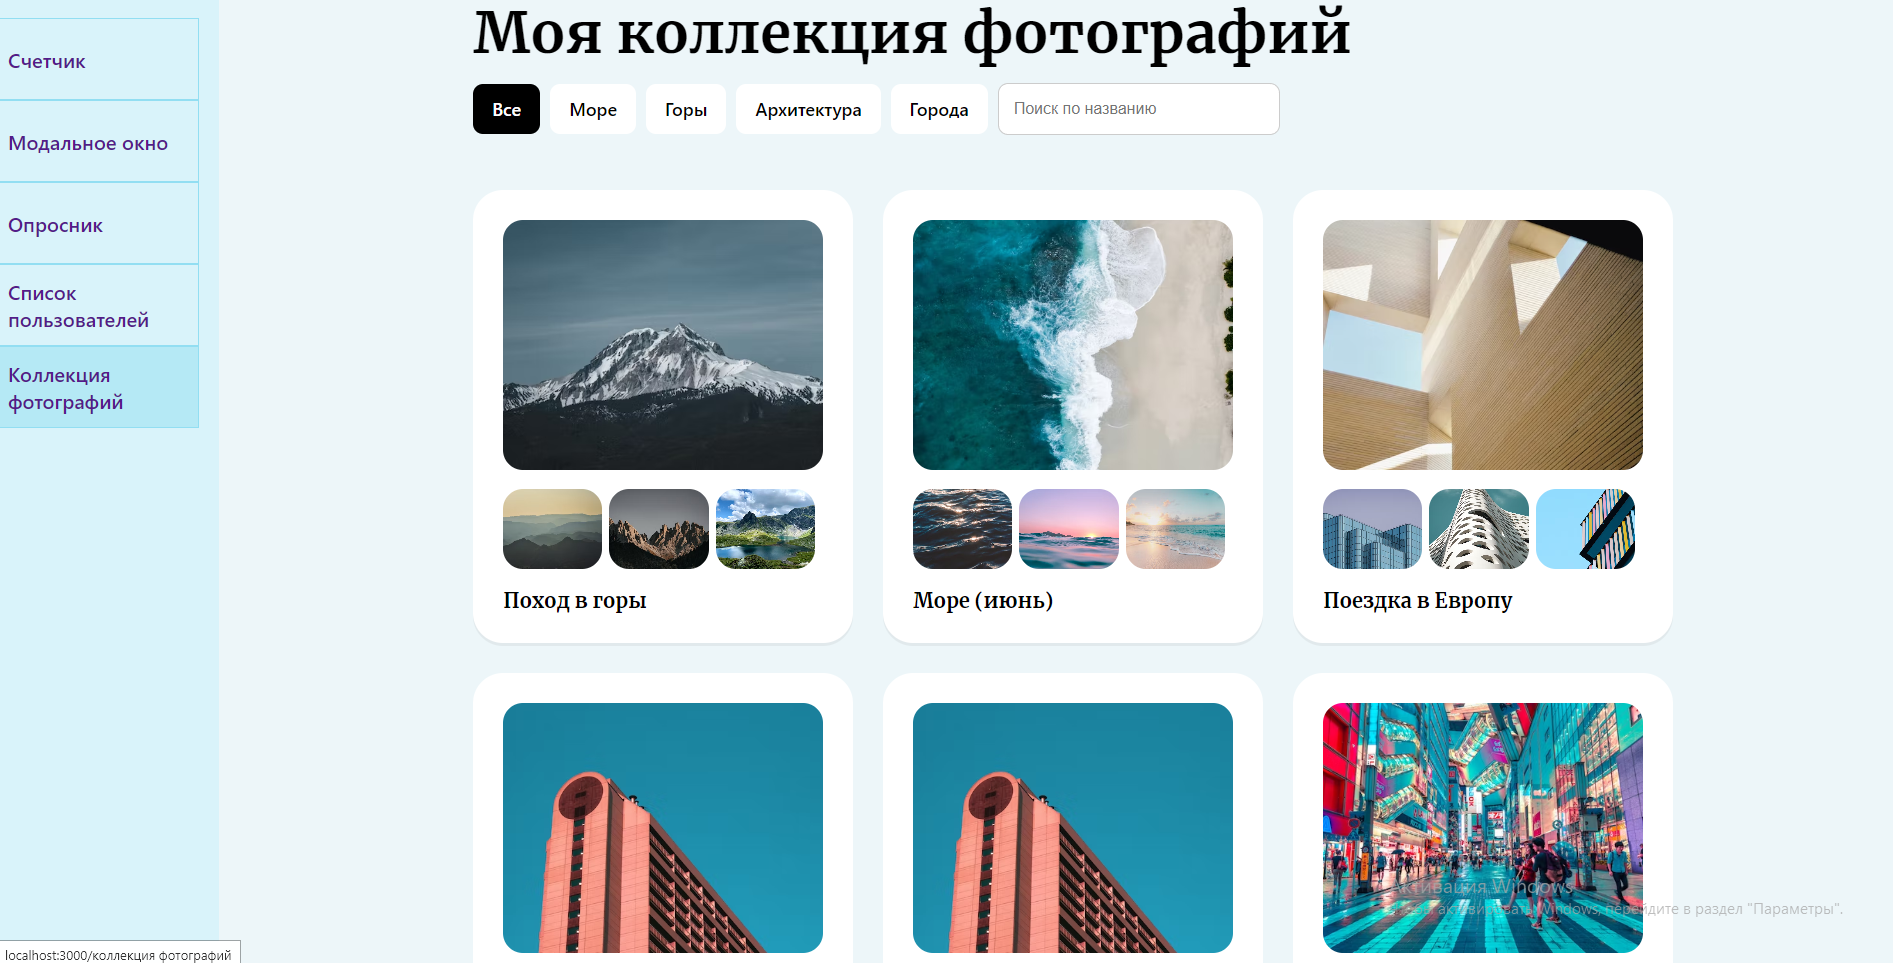 Моя коллекция фотографий
Счетчик
Модальное окно
Опросник
Список
пользователей
Коллекция
фотографий
Все
Море
Горы
Архитектура
Города
Поиск по названию
Поход в горы
Море (июнь)
Поездка в Европу
Активация Windows
активировать Windows, перейдите в раздел "Параметры".
localhost:3000/коллекция фотографий